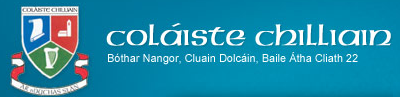 COLÁISTE CHILLIAIN
coláiste chilliain
Bóthar Nangor, Cluain Dolcáin, Baile Átha Cliath 22